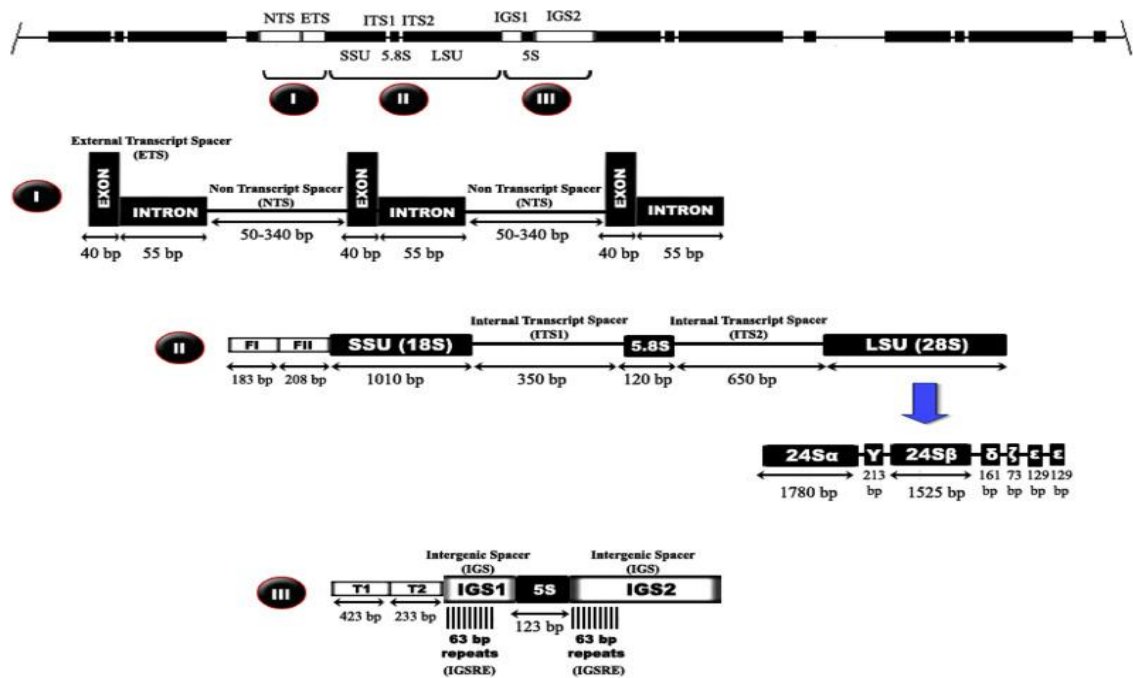 NTS ETS ITS1 ITS2 IGS1 IGS2
SSU 5.8S LSU 5S
I II III
External Transcript Spacer
(ETS)
I
EXON INTRON
Non Transcript Spacer
(NTS)
EXON INTRON
Non Transcript Spacer
(NTS)
EXON INTRON
40 bp 55 bp 50-340 bp 40 bp 55 bp 50-340 bp 40 bp 55 bp
Internal Transcript Spacer
(ITS1)
Internal Transcript Spacer
(ITS2)
II
FI FII SSU (18S) 5.8S LSU (28S)
183 bp 208 bp 1010 bp 350 bp 120 bp 650 bp
24Sα γ 24Sβ δ ζ ε ε
1780 bp 213 bp 1525 bp 161 bp 73 bp 129 bp 129 bp
Intergenic Spacer
(IGS)
Intergenic Spacer
(IGS)
III
T1 T2 IGS1 5S IGS2
423 bp 233 bp 123 bp
63 bp
repeats
(IGSRE)
63 bp
repeats
(IGSRE)